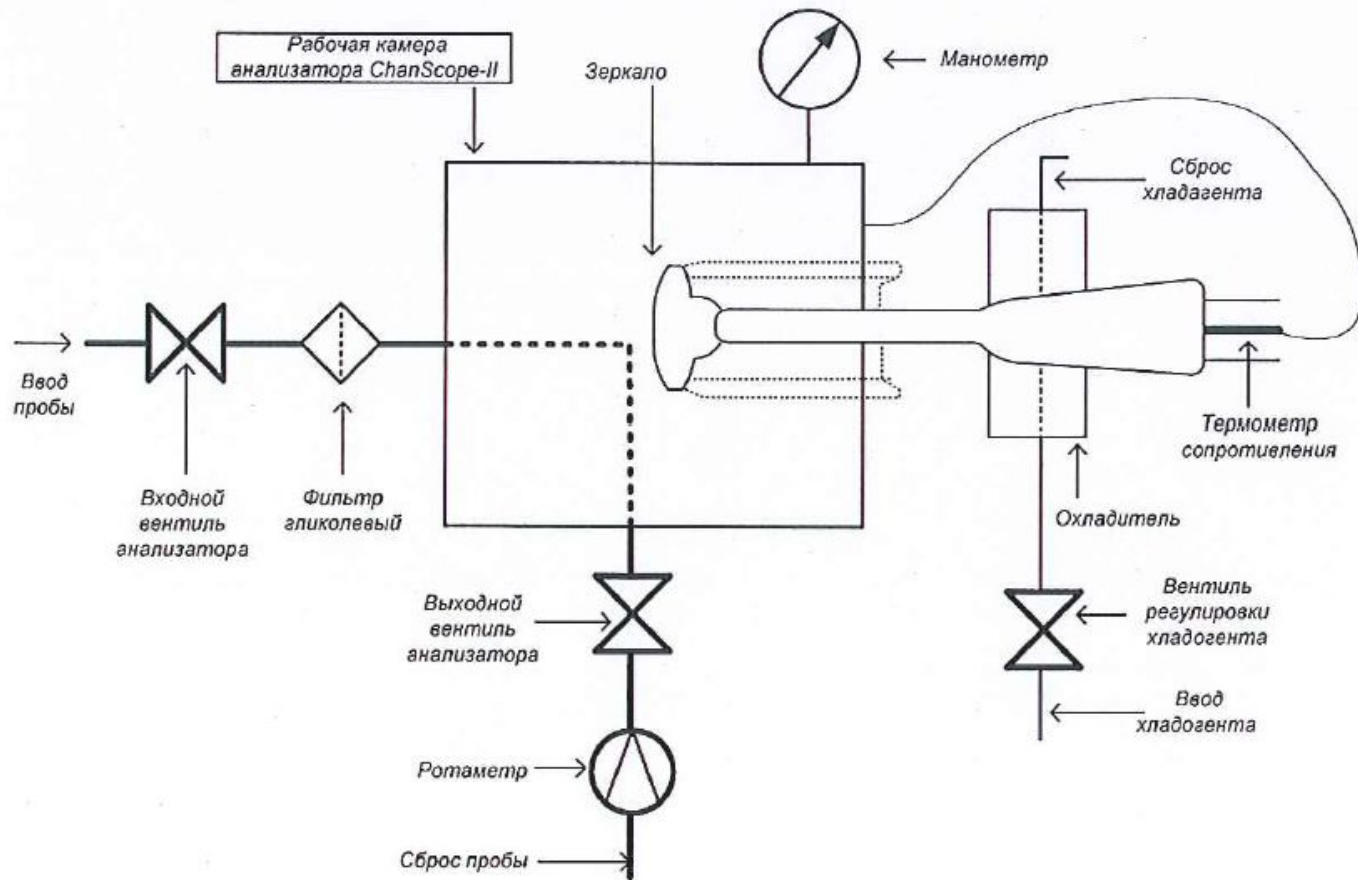 Рабочая камера
анализатора ChanScope-II
Зеркало
Манометр
Сброс
хладагента
Ввод
пробы
Входной
вентиль
анализатора
Фильтр
гликолевый
Термометр
сопротивления
Охладитель
Выходной
вентиль
анализатора
Вентиль
регулировки
хладогента
Ввод
хладогента
Ротаметр
Сброс пробы